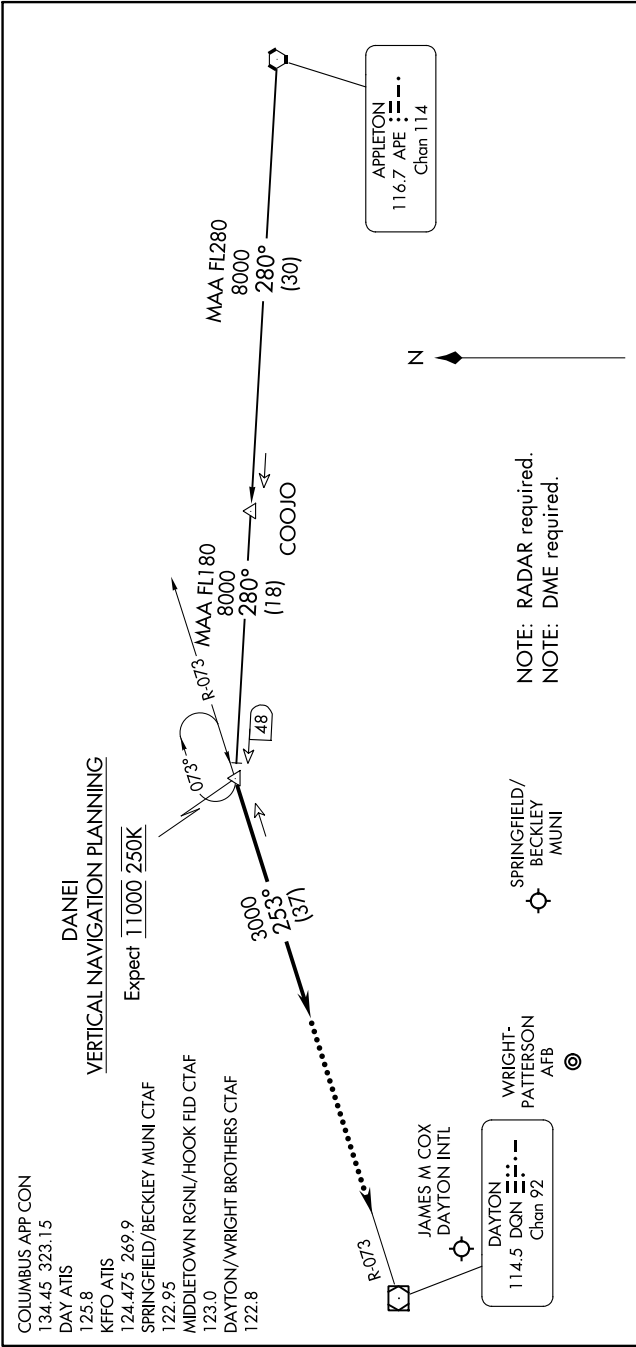 COLUMBUS APP CON
134.45 323.15
DAY ATIS
125.8
KFFO ATIS
124.475 269.9
SPRINGFIELD/BECKLEY MUNI CTAF
122.95
MIDDLETOWN RGNL/HOOK FLD CTAF
123.0
DAYTON/WRIGHT BROTHERS CTAF
122.8
DANEI
VERTICAL NAVIGATION PLANNING
Expect 11000 250K
073°
R-073
48
MAA FL180
8000
280°
(18)
COOJO
MAA FL280
8000
280°
(30)
APPLETON
116.7 APE
Chan 114
N
3000
253°
(37)
R-073
JAMES M COX
DAYTON INTL
DAYTON
114.5 DQN
Chan 92
WRIGHT-
PATTERSON
AFB
SPRINGFIELD/
BECKLEY
MUNI
NOTE: RADAR required.
NOTE: DME required.